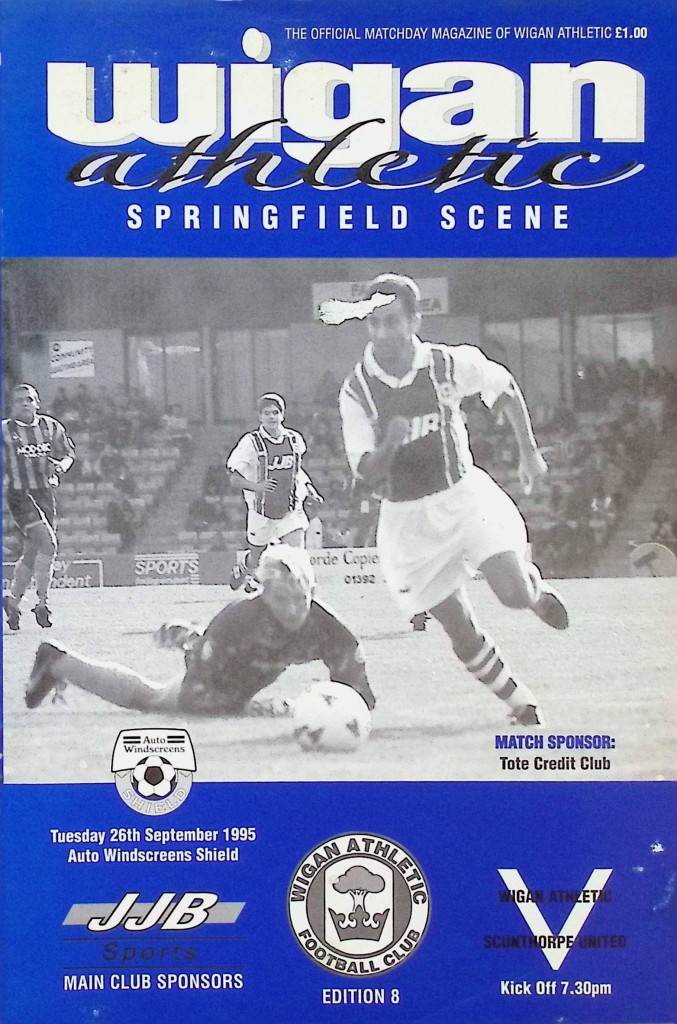 THE OFFICIAL MATCHDAY MAGAZINE OF WIGAN ATHLETIC £1.00
wigan
athletic
SPRINGFIELD SCENE
COMMUNITY
JJB
SPORTS
01392
MATCH SPONSOR:
Tote Credit Club
Auto
Windscreens
SHIELD
Tuesday 26th September 1995
Auto Windscreens Shield
JJB
Sports
MAIN CLUB SPONSORS
WIGAN ATHLETIC
FOOTBALL CLUB
EDITION 8
V
WIGAN ATHLETIC
SCUNTHORPE UNITED
Kick Off 7.30pm